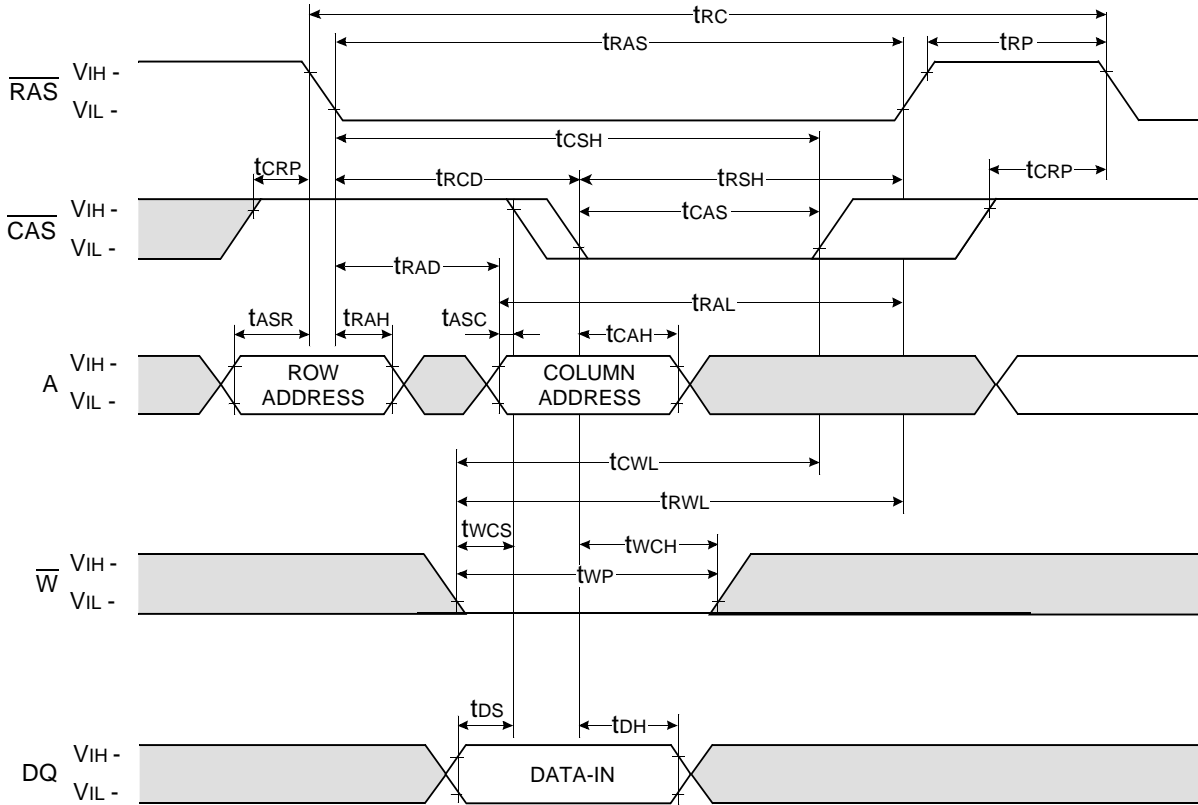 tRC
tRAS
tRP
RAS
VIH -
VIL -
tCSH
tCRP
tRCD
tRSH
tCRP
CAS
VIH -
VIL -
tCAS
tRAD
tRAL
tASR
tRAH
tASC
tCAH
A
VIH -
VIL -
ROW
ADDRESS
COLUMN
ADDRESS
tCWL
tRWL
tWCS
tWCH
W
VIH -
VIL -
tWP
tDS
tDH
DQ
VIH -
VIL -
DATA-IN